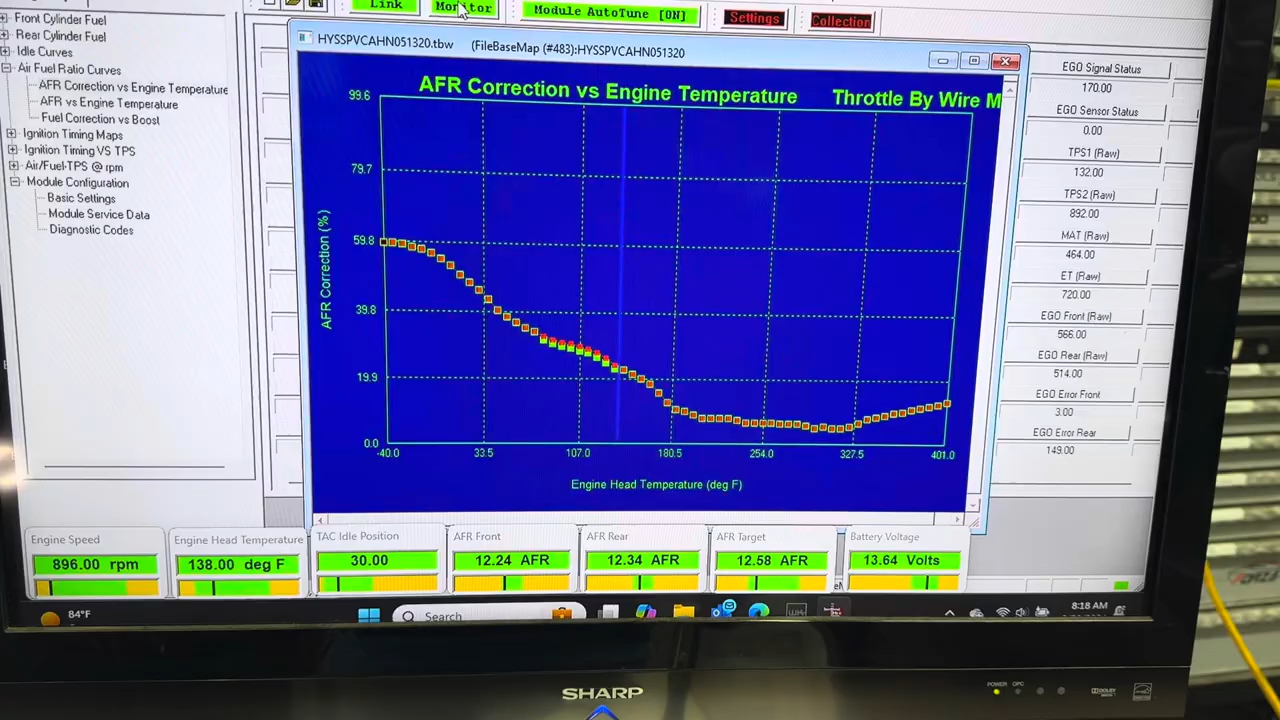 Link
Monitor
Module AutoTune [ON]
Settings
Collection
Front Cylinder Fuel
Rear Cylinder Fuel
Idle Curves
Air Fuel Ratio Curves
AFR Correction vs Engine Temperature
AFR vs Engine Temperature
Fuel Correction vs Boost
Ignition Timing Maps
Ignition Timing VS TPS
Air/Fuel-TPS @ rpm
Module Configuration
Basic Settings
Module Service Data
Diagnostic Codes
HYSSPVCAHN051320.tbw (FileBaseMap (#483):HYSSPVCAHN051320
AFR Correction vs Engine Temperature Throttle By Wire M
AFR Correction (%)
99.6
79.7
59.8
39.8
19.9
0.0
-40.0 33.5 107.0 180.5 254.0 327.5 401.0
Engine Head Temperature (deg F)
EGO Signal Status
170.00
EGO Sensor Status
0.00
TPS1 (Raw)
132.00
TPS2 (Raw)
892.00
MAT (Raw)
464.00
ET (Raw)
720.00
EGO Front (Raw)
566.00
EGO Rear (Raw)
514.00
EGO Error Front
3.00
EGO Error Rear
149.00
Engine Speed
896.00 rpm
Engine Head Temperature
138.00 deg F
TAC Idle Position
30.00
AFR Front
12.24 AFR
AFR Rear
12.34 AFR
AFR Target
12.58 AFR
Battery Voltage
13.64 Volts
84°F
Search
8:18 AM
SHARP
POWER OPC
DOLBY